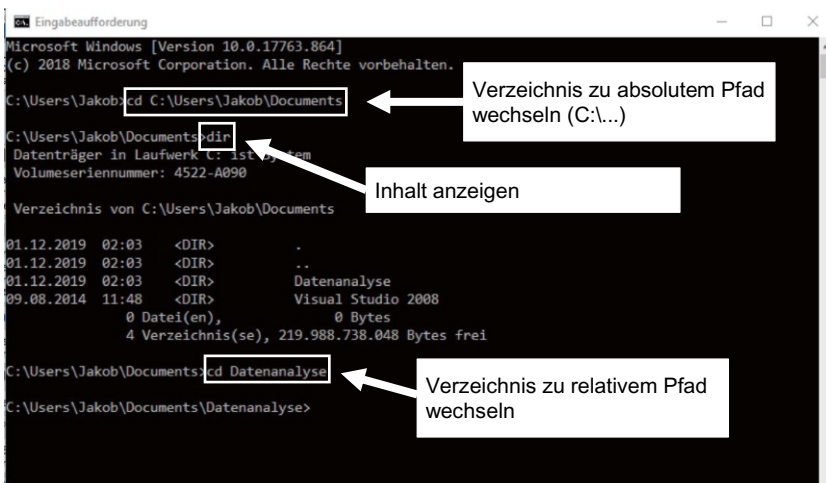 Eingabeaufforderung
Microsoft Windows [Version 10.0.17763.864]
(c) 2018 Microsoft Corporation. Alle Rechte vorbehalten.
C:\Users\Jakob>cd C:\Users\Jakob\Documents
Verzeichnis zu absolutem Pfad
wechseln (C:\...)
C:\Users\Jakob\Documents>dir
Datenträger in Laufwerk C: ist System
Volumeseriennummer: 4522-A090
Inhalt anzeigen
Verzeichnis von C:\Users\Jakob\Documents
01.12.2019 02:03 <DIR> .
01.12.2019 02:03 <DIR> ..
01.12.2019 02:03 <DIR> Datenanalyse
09.08.2014 11:48 <DIR> Visual Studio 2008
0 Datei(en), 0 Bytes
4 Verzeichnis(se), 219.988.738.048 Bytes frei
C:\Users\Jakob\Documents>cd Datenanalyse
Verzeichnis zu relativem Pfad
wechseln
C:\Users\Jakob\Documents\Datenanalyse>